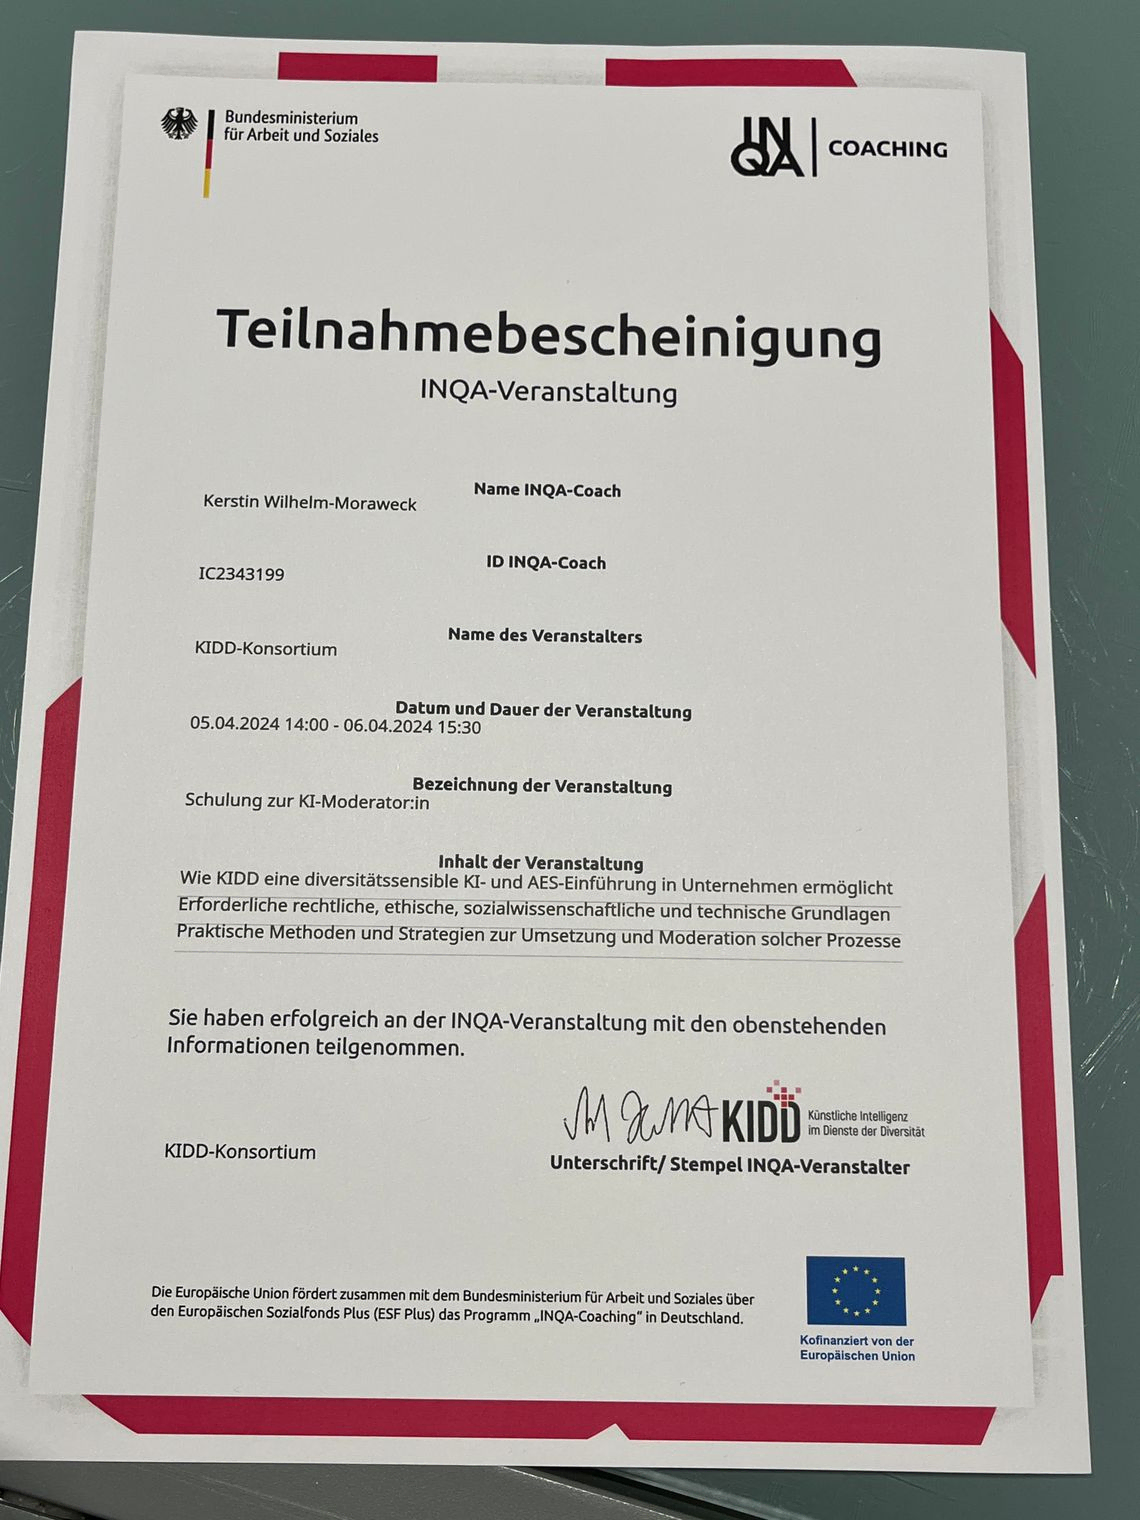 Bundesministerium
für Arbeit und Soziales
INQA COACHING
Teilnahmebescheinigung
INQA-Veranstaltung
Name INQA-Coach
Kerstin Wilhelm-Moraweck
ID INQA-Coach
IC2343199
Name des Veranstalters
KIDD-Konsortium
Datum und Dauer der Veranstaltung
05.04.2024 14:00 - 06.04.2024 15:30
Bezeichnung der Veranstaltung
Schulung zur KI-Moderator:in
Inhalt der Veranstaltung
Wie KIDD eine diversitätssensible KI- und AES-Einführung in Unternehmen ermöglicht
Erforderliche rechtliche, ethische, sozialwissenschaftliche und technische Grundlagen
Praktische Methoden und Strategien zur Umsetzung und Moderation solcher Prozesse
Sie haben erfolgreich an der INQA-Veranstaltung mit den obenstehenden
Informationen teilgenommen.
KIDD
Künstliche Intelligenz
im Dienste der Diversität
KIDD-Konsortium
Unterschrift/ Stempel INQA-Veranstalter
Die Europäische Union fördert zusammen mit dem Bundesministerium für Arbeit und Soziales über
den Europäischen Sozialfonds Plus (ESF Plus) das Programm „INQA-Coaching“ in Deutschland.
Kofinanziert von der
Europäischen Union